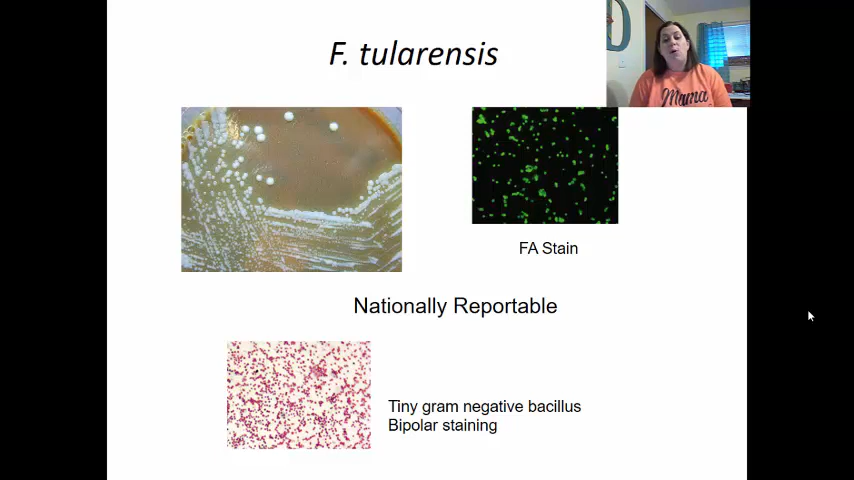 F. tularensis
Mama
FA Stain
Nationally Reportable
Tiny gram negative bacillus
Bipolar staining